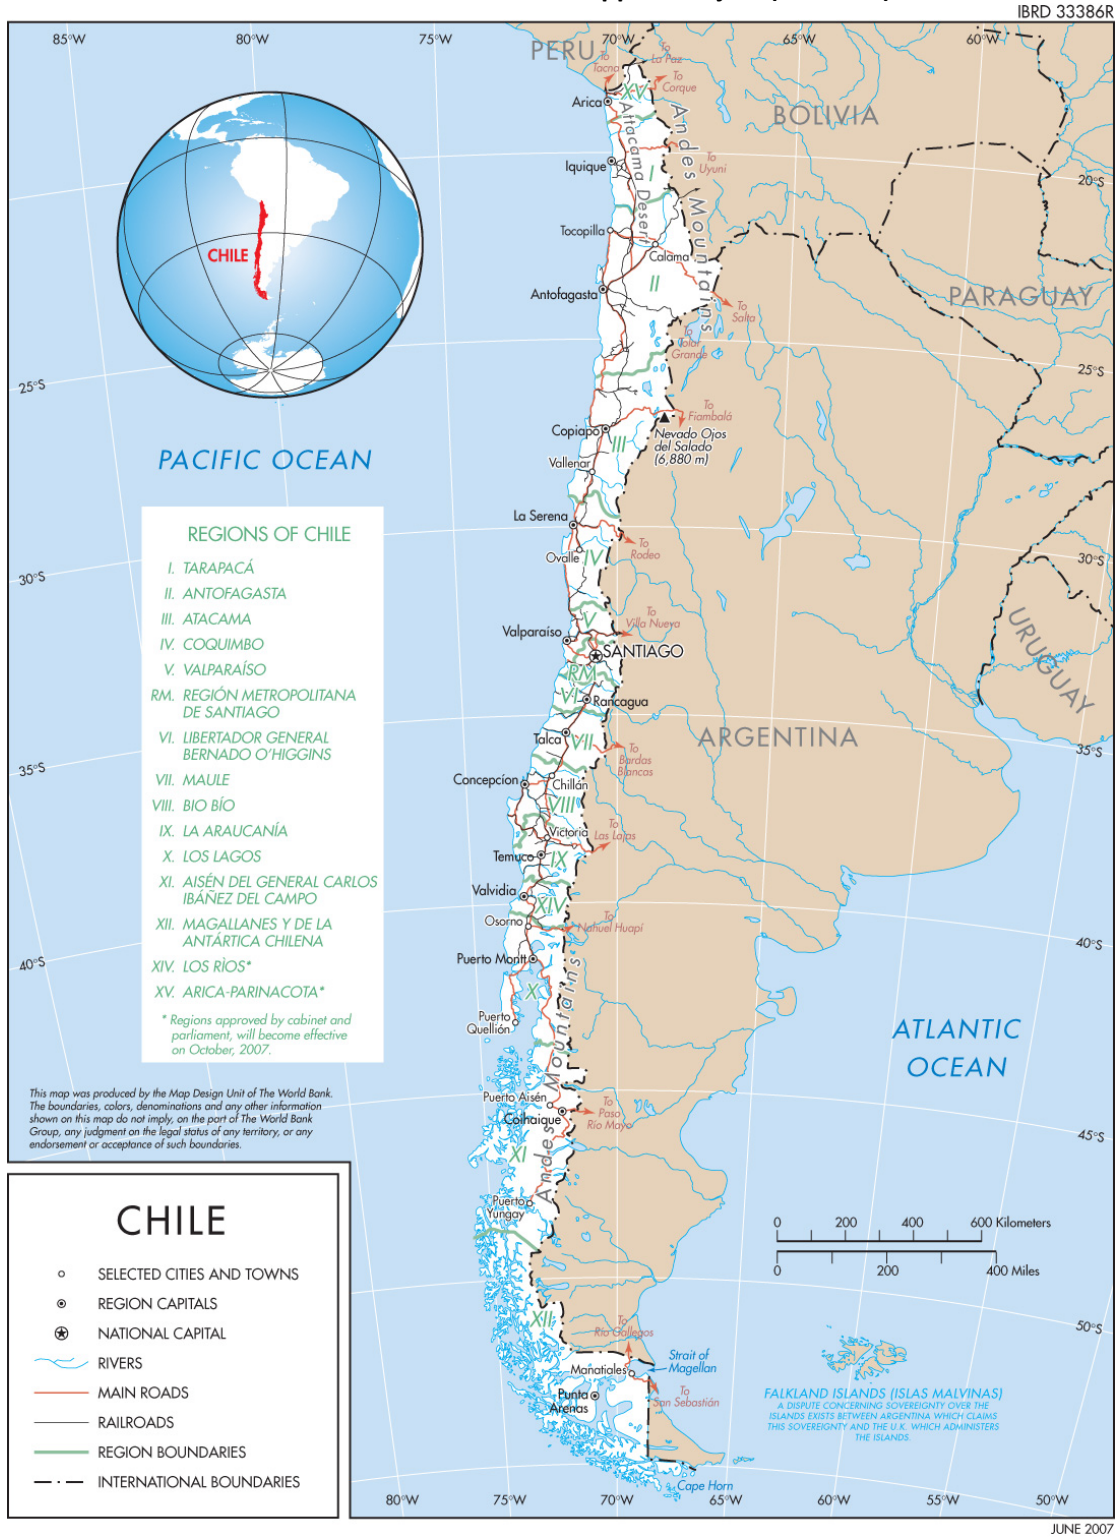 IBRD 33386R
85°W
80°W
75°W
70°W
65°W
60°W
PERU
To
Tacna
To
La Paz
To
Corque
XV
Arica
BOLIVIA
Attacama Desert
Andes Mountains
To
Uyuni
Iquique
I
20°S
Tocopilla
Calama
CHILE
II
Antofagasta
PARAGUAY
To
Salta
To
Tolar
Grande
25°S
25°S
To
Fiambalá
Copiapo
III
Nevado Ojos
del Salado
(6,880 m)
PACIFIC OCEAN
Vallenar
La Serena
To
Rodeo
Ovalle
IV
30°S
30°S
REGIONS OF CHILE
I. TARAPACÁ
II. ANTOFAGASTA
III. ATACAMA
IV. COQUIMBO
V. VALPARAÍSO
RM. REGIÓN METROPOLITANA
DE SANTIAGO
VI. LIBERTADOR GENERAL
BERNADO O'HIGGINS
VII. MAULE
VIII. BIO BÍO
IX. LA ARAUCANÍA
X. LOS LAGOS
XI. AISÉN DEL GENERAL CARLOS
IBÁÑEZ DEL CAMPO
XII. MAGALLANES Y DE LA
ANTÁRTICA CHILENA
XIV. LOS RÌOS*
XV. ARICA-PARINACOTA*
* Regions approved by cabinet and
parliament, will become effective
on October, 2007.
V
To
Villa Nueva
Valparaíso
SANTIAGO
URUGUAY
RM
VI
Rancagua
ARGENTINA
Talca
VII
To
Bardas
Blancas
35°S
35°S
Concepcíon
Chillán
VIII
Victoria
To
Las Lajas
Temuco
IX
Valvidia
XIV
Osorno
To
Nahuel Huapí
40°S
40°S
Puerto Montt
X
Puerto
Quellión
Andes Mountains
ATLANTIC
OCEAN
Puerto Aisén
Coihaique
To
Paso
Rio Mayo
45°S
XI
Puerto
Yungay
This map was produced by the Map Design Unit of The World Bank.
The boundaries, colors, denominations and any other information
shown on this map do not imply, on the part of The World Bank
Group, any judgment on the legal status of any territory, or any
endorsement or acceptance of such boundaries.
0 200 400 600 Kilometers
0 200 400 Miles
XII
To
Río Gallegos
50°S
Strait of
Magellan
Mañatiales
To
San Sebastián
Punta
Arenas
FALKLAND ISLANDS (ISLAS MALVINAS)
A DISPUTE CONCERNING SOVEREIGNTY OVER THE
ISLANDS EXISTS BETWEEN ARGENTINA WHICH CLAIMS
THIS SOVEREIGNTY AND THE U.K. WHICH ADMINISTERS
THE ISLANDS.
Cape Horn
CHILE
SELECTED CITIES AND TOWNS
REGION CAPITALS
NATIONAL CAPITAL
RIVERS
MAIN ROADS
RAILROADS
REGION BOUNDARIES
INTERNATIONAL BOUNDARIES
80°W
75°W
70°W
65°W
60°W
55°W
50°W
JUNE 2007